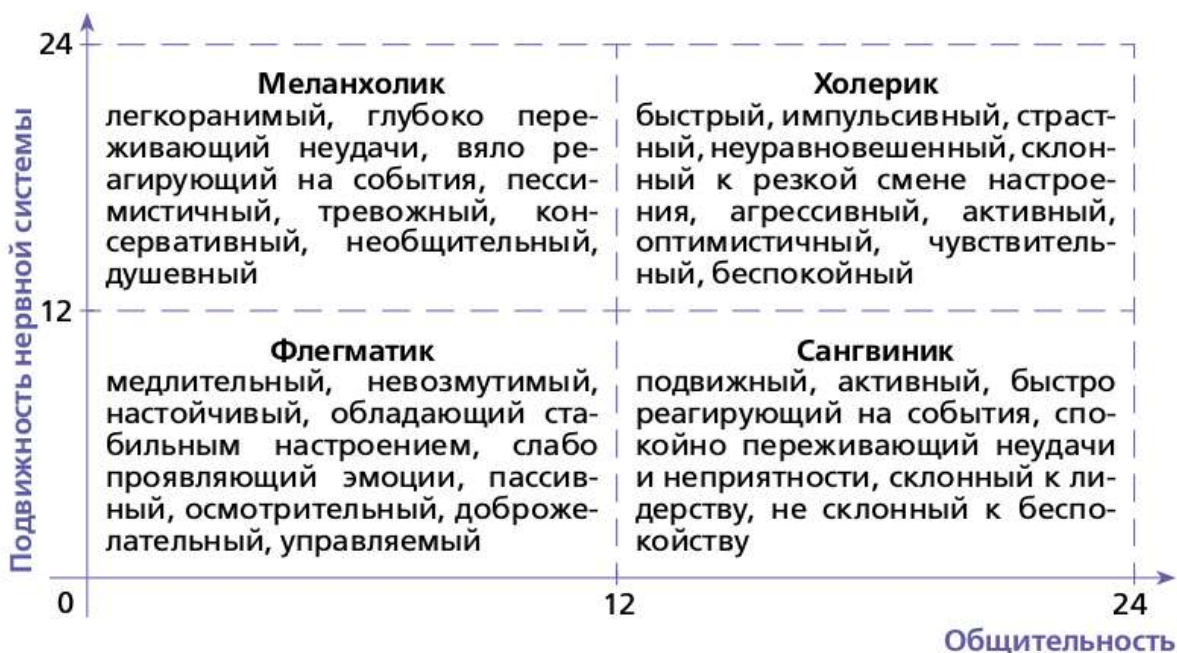 24
Меланхолик
легкоранимый, глубоко пере-
живающий неудачи, вяло ре-
агирующий на события, песси-
мистичный, тревожный, кон-
сервативный, необщительный,
душевный
Холерик
быстрый, импульсивный, страст-
ный, неуравновешенный, склон-
ный к резкой смене настрое-
ния, агрессивный, активный,
оптимистичный, чувствитель-
ный, беспокойный
Подвижность нервной системы
12
Флегматик
медлительный, невозмутимый,
настойчивый, обладающий ста-
бильным настроением, слабо
проявляющий эмоции, пассив-
ный, осмотрительный, доброже-
лательный, управляемый
Сангвиник
подвижный, активный, быстро
реагирующий на события, спо-
койно переживающий неудачи
и неприятности, склонный к ли-
дерству, не склонный к беспо-
койству
0
12
24
Общительность